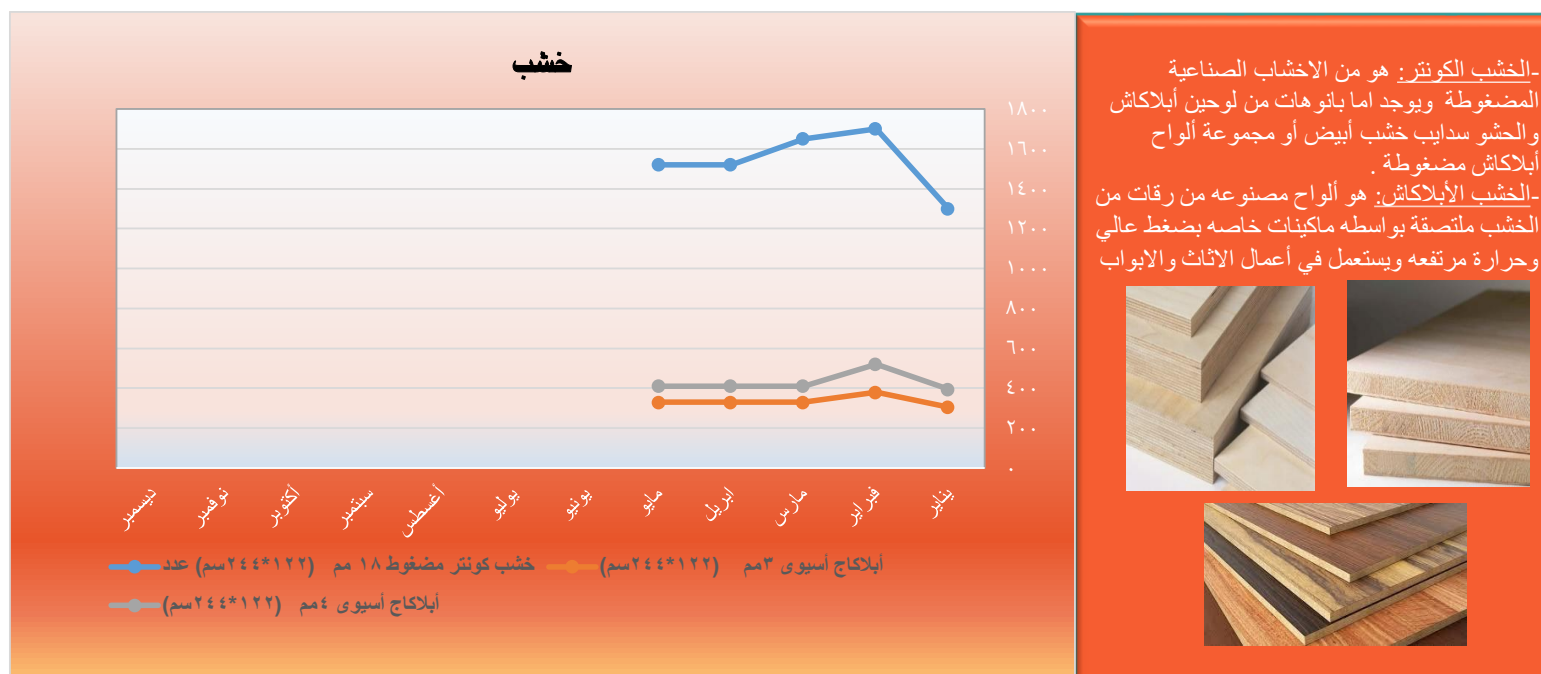 -الخشب الكونتر: هو من الاخشاب الصناعية
المضغوطة ويوجد اما بانوهات من لوحين أبلاكاش
والحشو سدايب خشب أبيض أو مجموعة ألواح
أبلاكاش مضغوطة .
-الخشب الأبلاكاش: هو ألواح مصنوعه من رقات من
الخشب ملتصقة بواسطه ماكينات خاصه بضغط عالي
وحرارة مرتفعه ويستعمل في أعمال الاثاث والابواب
خشب
١٨٠٠
١٦٠٠
١٤٠٠
١٢٠٠
١٠٠٠
٨٠٠
٦٠٠
٤٠٠
٢٠٠
٠
يناير
فبراير
مارس
ابريل
مايو
يونيو
يوليو
أغسطس
سبتمبر
أكتوبر
نوفمبر
ديسمبر
خشب كونتر مضغوط ١٨ مم (١٢٢*٢٤٤سم) عدد
أبلاكاج أسيوى ٣مم (١٢٢*٢٤٤سم)
أبلاكاج أسيوى ٤مم (١٢٢*٢٤٤سم)